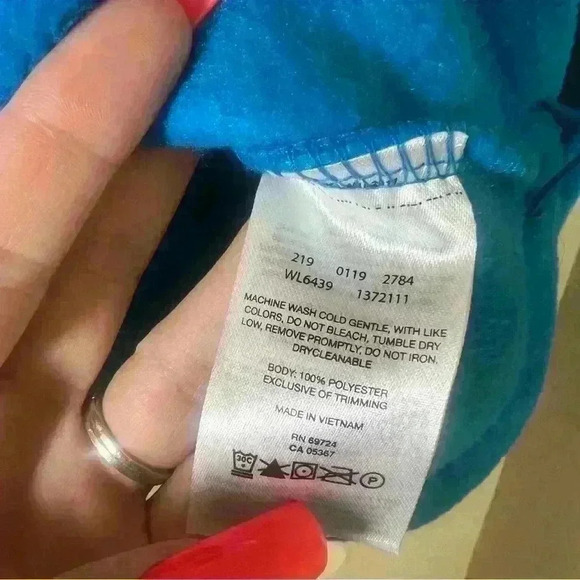 219 0119 2784
WL6439 1372111
MACHINE WASH COLD GENTLE, WITH LIKE
COLORS, DO NOT BLEACH, TUMBLE DRY
LOW, REMOVE PROMPTLY, DO NOT IRON.
DRYCLEANABLE
BODY: 100% POLYESTER
EXCLUSIVE OF TRIMMING
MADE IN VIETNAM
RN 69724
CA 05367
30C
P